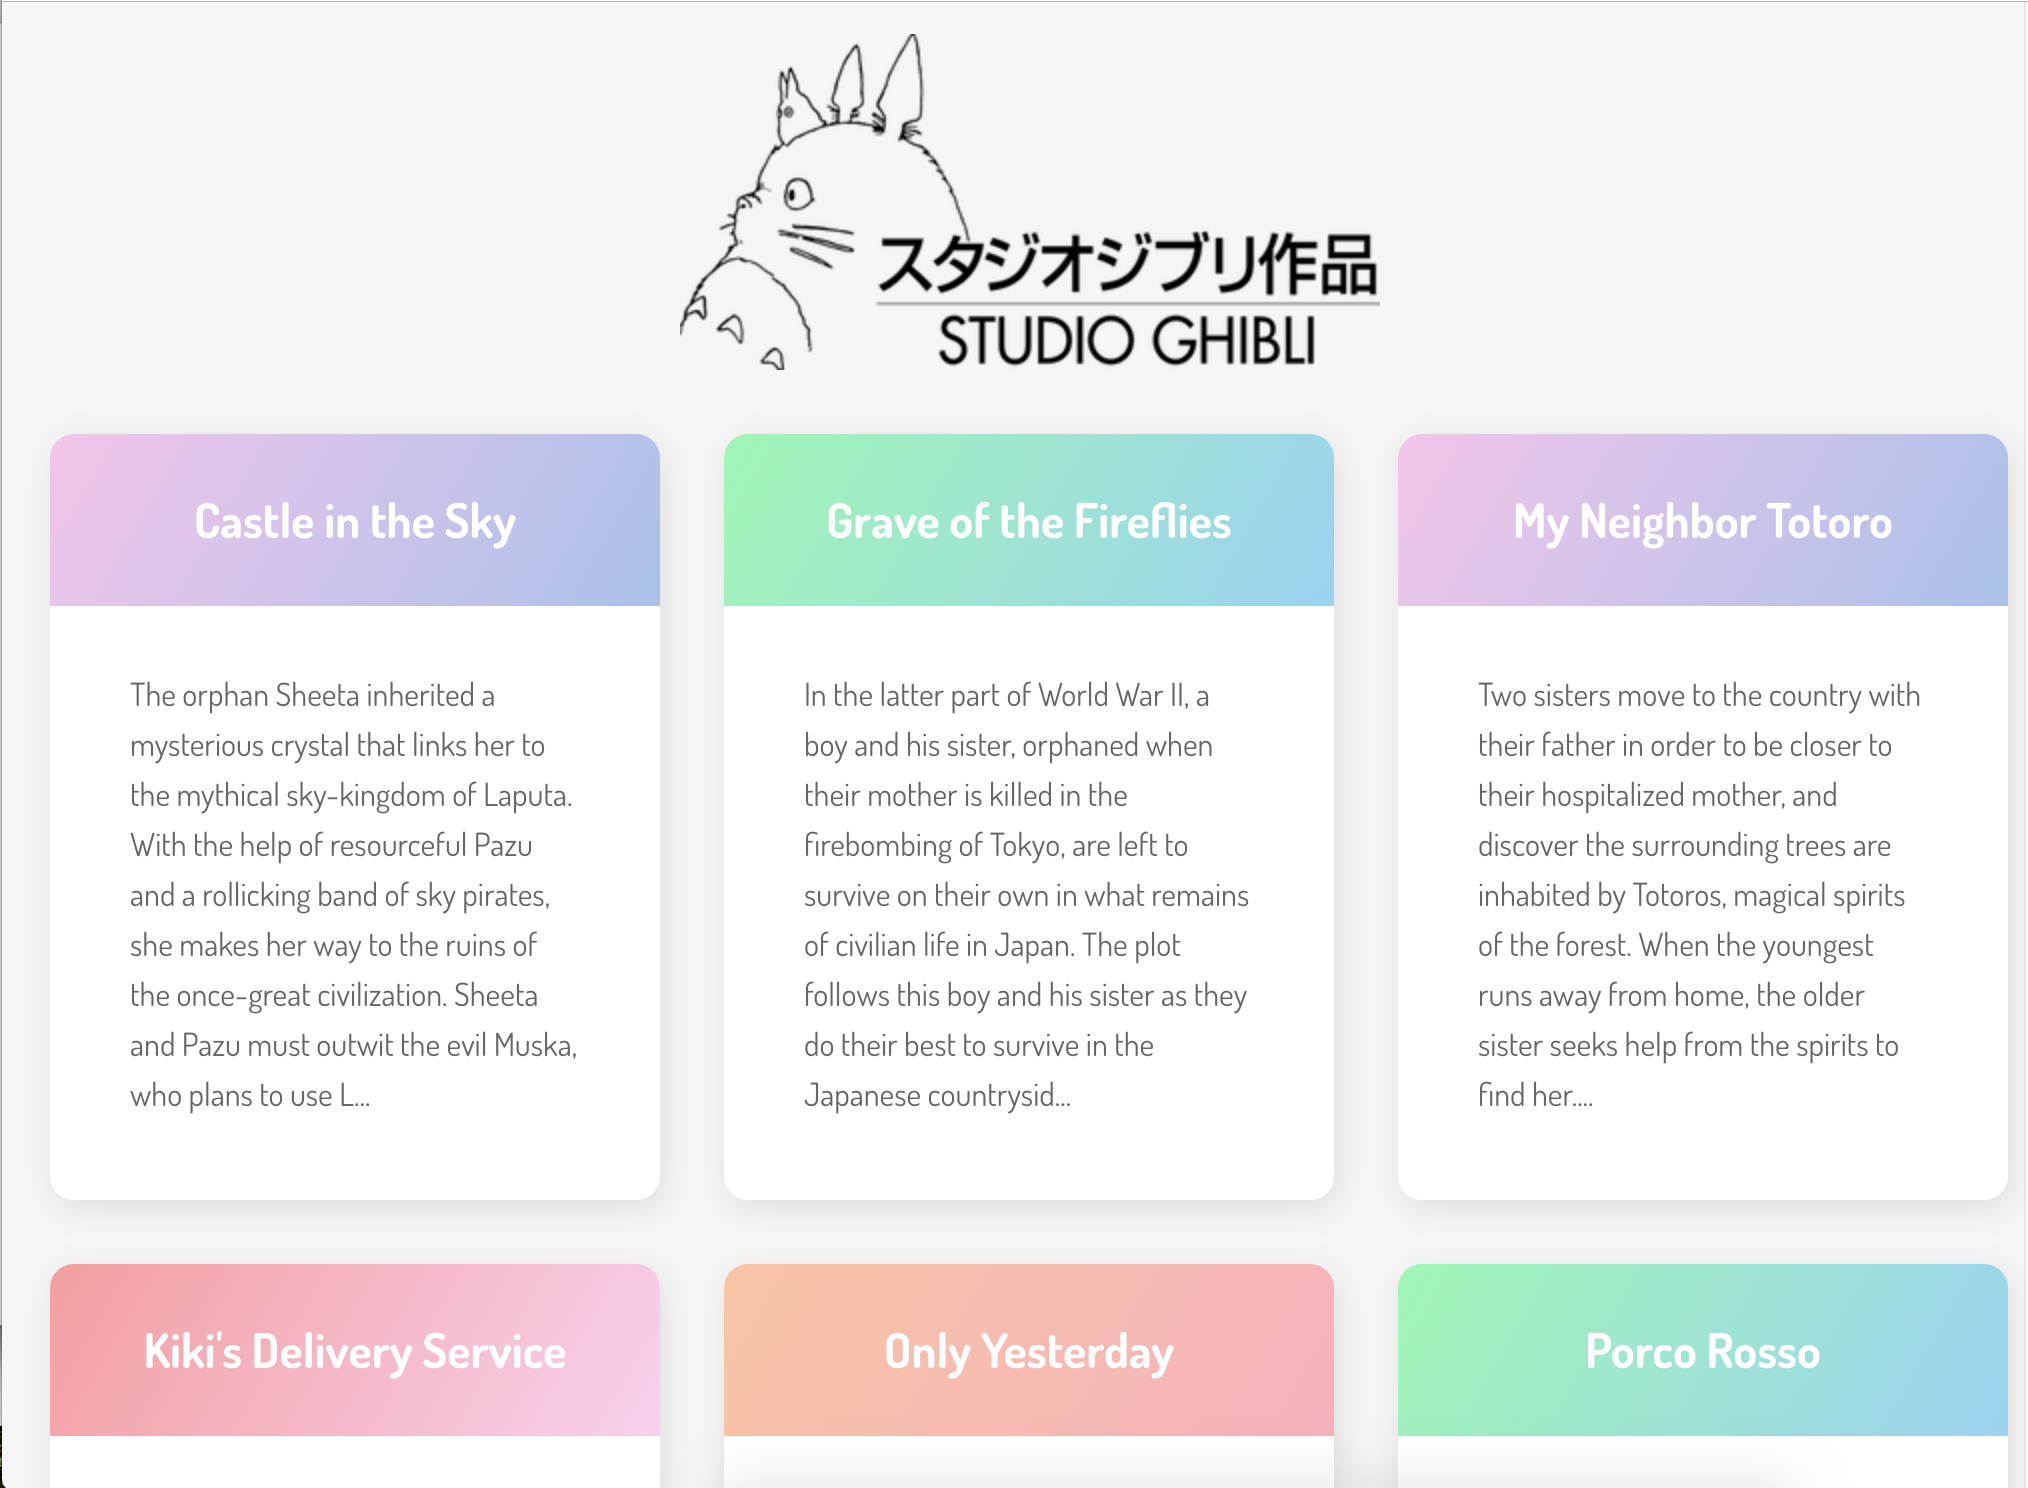 スタジオジブリ作品
STUDIO GHIBLI
Castle in the Sky
The orphan Sheeta inherited a
mysterious crystal that links her to
the mythical sky-kingdom of Laputa.
With the help of resourceful Pazu
and a rollicking band of sky pirates,
she makes her way to the ruins of
the once-great civilization. Sheeta
and Pazu must outwit the evil Muska,
who plans to use L...
Grave of the Fireflies
In the latter part of World War II, a
boy and his sister, orphaned when
their mother is killed in the
firebombing of Tokyo, are left to
survive on their own in what remains
of civilian life in Japan. The plot
follows this boy and his sister as they
do their best to survive in the
Japanese countrysid...
My Neighbor Totoro
Two sisters move to the country with
their father in order to be closer to
their hospitalized mother, and
discover the surrounding trees are
inhabited by Totoros, magical spirits
of the forest. When the youngest
runs away from home, the older
sister seeks help from the spirits to
find her....
Kiki's Delivery Service
Only Yesterday
Porco Rosso